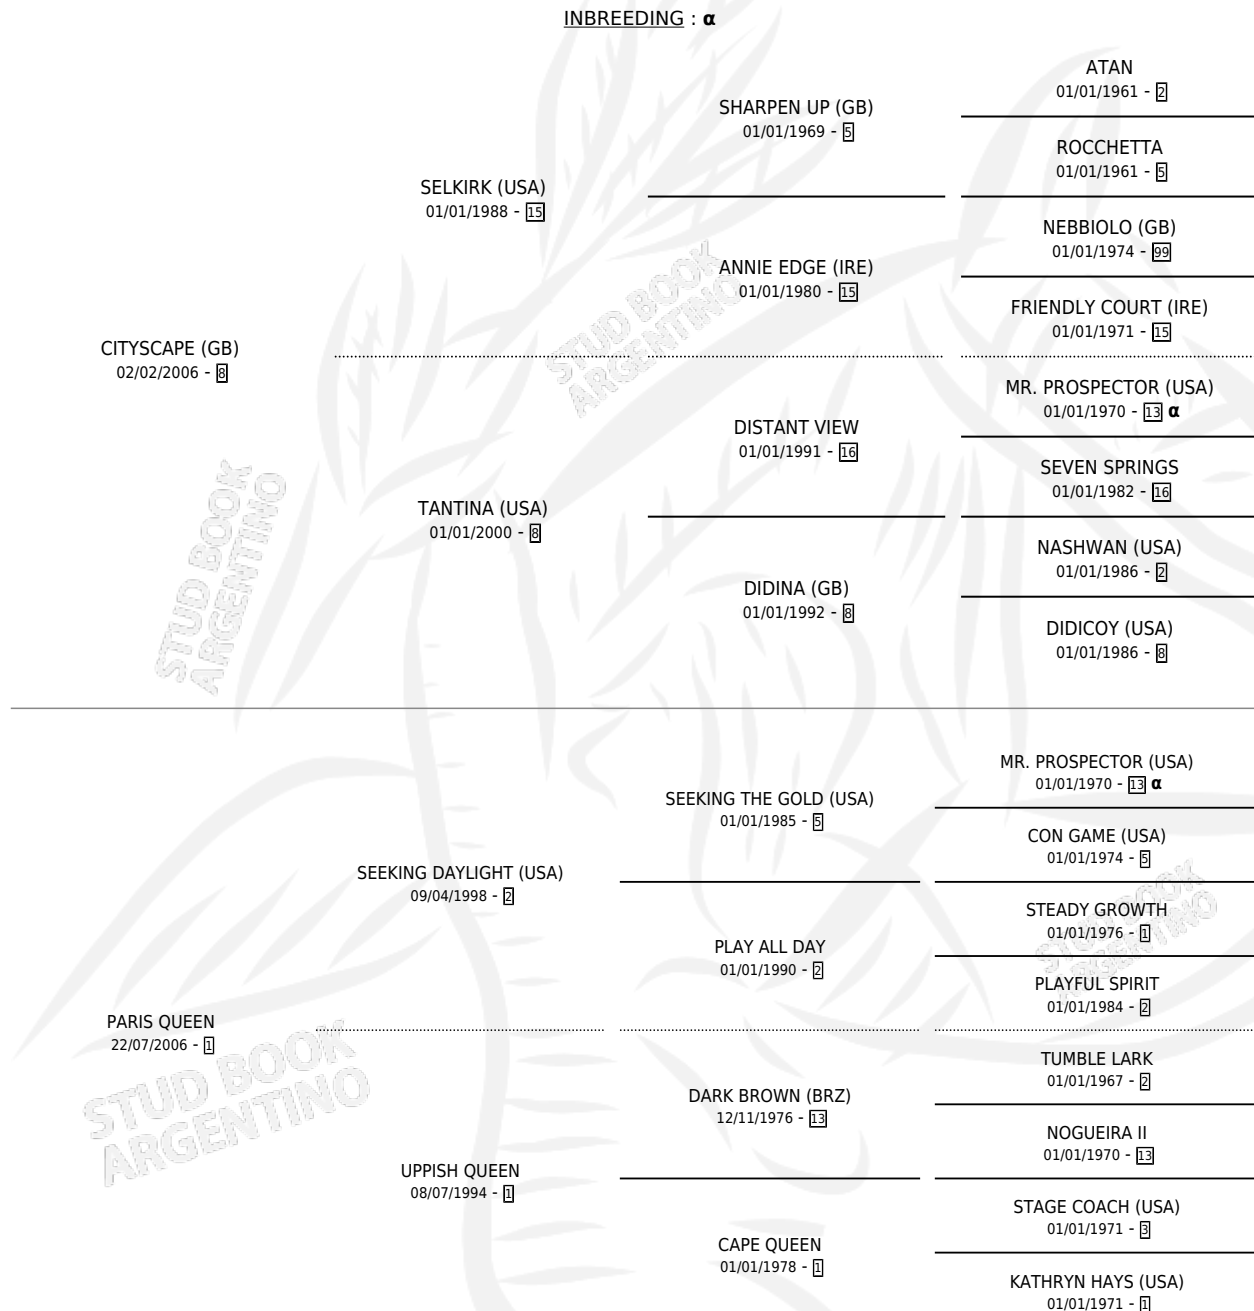 INBREEDING : α
ATAN
01/01/1961 - 2
SHARPEN UP (GB)
01/01/1969 - 5
ROCCHETTA
01/01/1961 - 5
SELKIRK (USA)
01/01/1988 - 15
NEBBIOLO (GB)
01/01/1974 - 99
ANNIE EDGE (IRE)
01/01/1980 - 15
FRIENDLY COURT (IRE)
01/01/1971 - 15
CITYSCAPE (GB)
02/02/2006 - 8
MR. PROSPECTOR (USA)
01/01/1970 - 13 α
DISTANT VIEW
01/01/1991 - 16
SEVEN SPRINGS
01/01/1982 - 16
TANTINA (USA)
01/01/2000 - 8
NASHWAN (USA)
01/01/1986 - 2
DIDINA (GB)
01/01/1992 - 8
DIDICOY (USA)
01/01/1986 - 8
MR. PROSPECTOR (USA)
01/01/1970 - 13 α
SEEKING THE GOLD (USA)
01/01/1985 - 5
CON GAME (USA)
01/01/1974 - 5
SEEKING DAYLIGHT (USA)
09/04/1998 - 2
STEADY GROWTH
01/01/1976 - 1
PLAY ALL DAY
01/01/1990 - 2
PLAYFUL SPIRIT
01/01/1984 - 2
PARIS QUEEN
22/07/2006 - 1
TUMBLE LARK
01/01/1967 - 2
DARK BROWN (BRZ)
12/11/1976 - 13
NOGUEIRA II
01/01/1970 - 13
UPPISH QUEEN
08/07/1994 - 1
STAGE COACH (USA)
01/01/1971 - 3
CAPE QUEEN
01/01/1978 - 1
KATHRYN HAYS (USA)
01/01/1971 - 1
STUD BOOK
ARGENTINO
STUD BOOK
ARGENTINO
STUD BOOK
ARGENTINO
STUD BOOK
ARGENTINO